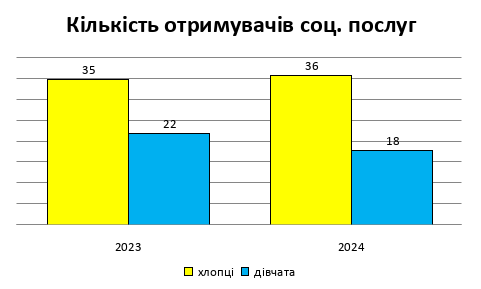 Кількість отримувачів соц. послуг
35
36
22
18
2023
2024
хлопці
дівчата